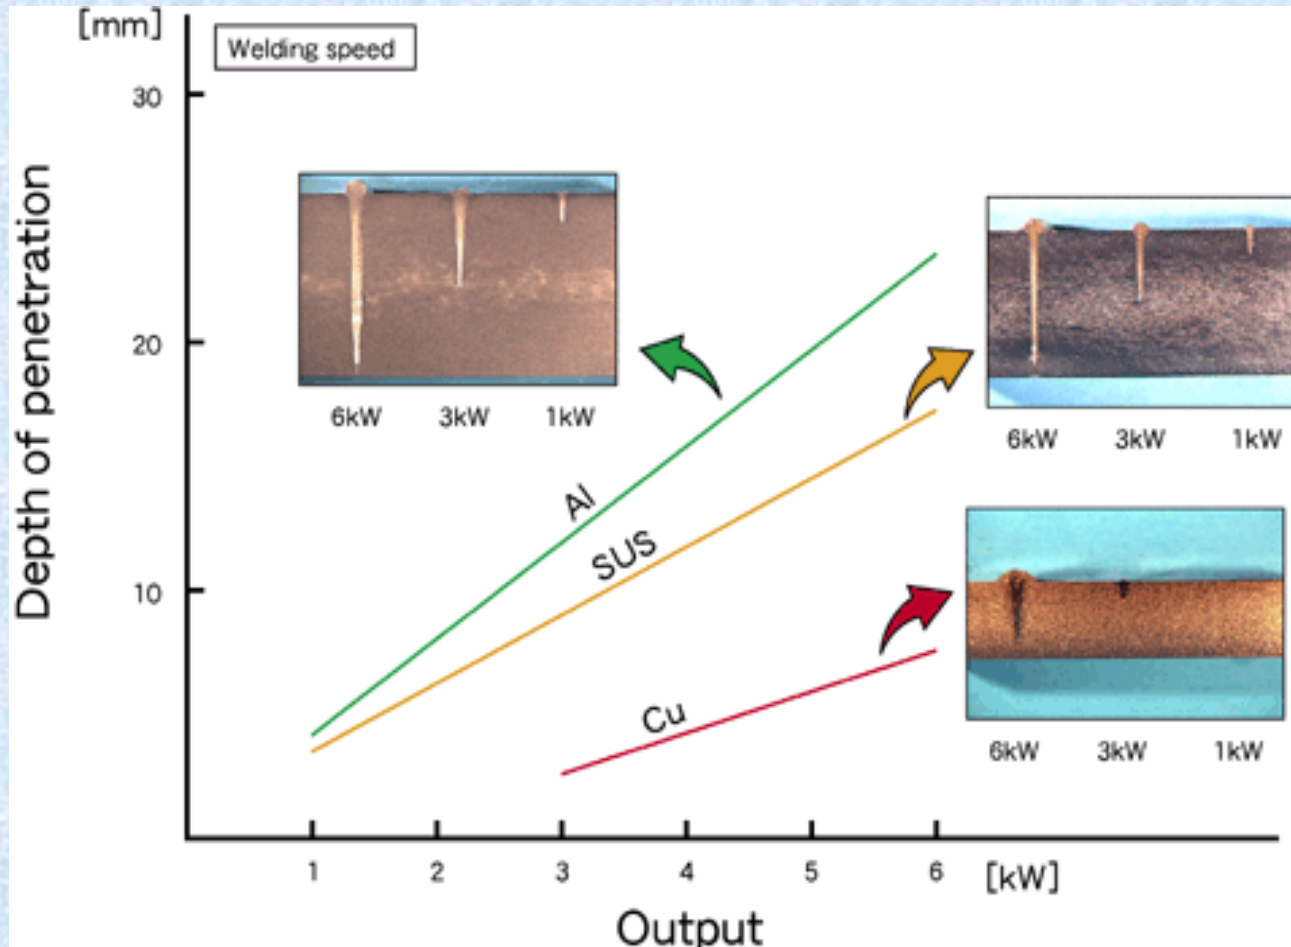 [mm]
Welding speed
30
20
10
Depth of penetration
6kW 3kW 1kW
6kW 3kW 1kW
Al
SUS
Cu
6kW 3kW 1kW
1 2 3 4 5 6 [kW]
Output